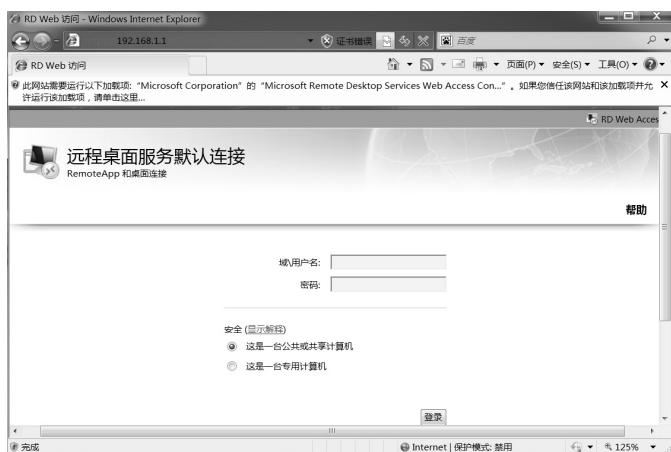 RD Web 访问 - Windows Internet Explorer
192.168.1.1
证书错误
百度
RD Web 访问
页面(P)
安全(S)
工具(O)
此网站需要运行以下加载项: “Microsoft Corporation” 的 “Microsoft Remote Desktop Services Web Access Con...”。如果您信任该网站和该加载项并允
许运行该加载项，请单击这里...
RD Web Acces
远程桌面服务默认连接
RemoteApp 和桌面连接
帮助
域\用户名:
密码:
安全 (显示解释)
这是一台公共或共享计算机
这是一台专用计算机
登录
完成
Internet | 保护模式: 禁用
125%